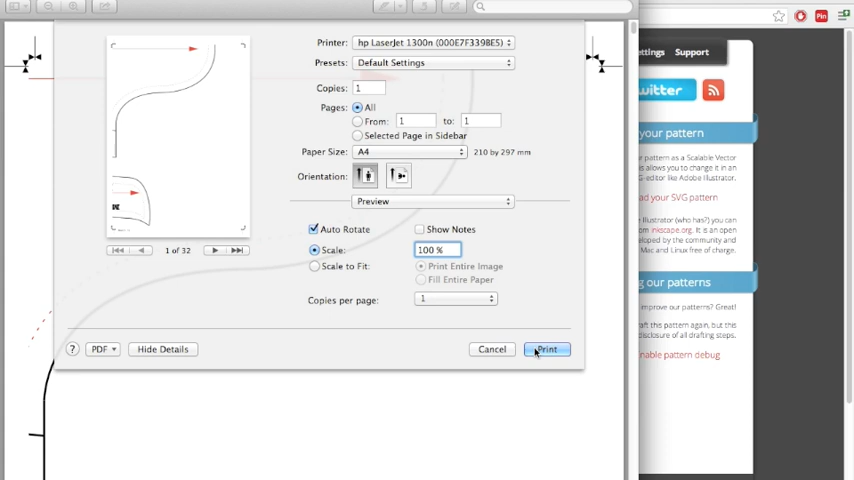 Printer: hp LaserJet 1300n (000E7F339BE5)
Presets: Default Settings
Copies: 1
Pages: All
From: 1 to: 1
Selected Page in Sidebar
Paper Size: A4 210 by 297 mm
Orientation:
Preview
Auto Rotate Show Notes
Scale: 100 %
Scale to Fit: Print Entire Image
Fill Entire Paper
Copies per page: 1
1 of 32
? PDF Hide Details Cancel Print
Pin
ettings Support
witter
your pattern
pattern as a Scalable Vector
allows you to change it in an
editor like Adobe Illustrator.
ad your SVG pattern
Illustrator (who has?) you can
inkscape.org. It is an open
developed by the community and
Mac and Linux free of charge.
g our patterns
improve our patterns? Great!
raft this pattern again, but this
disclosure of all drafting steps.
nable pattern debug